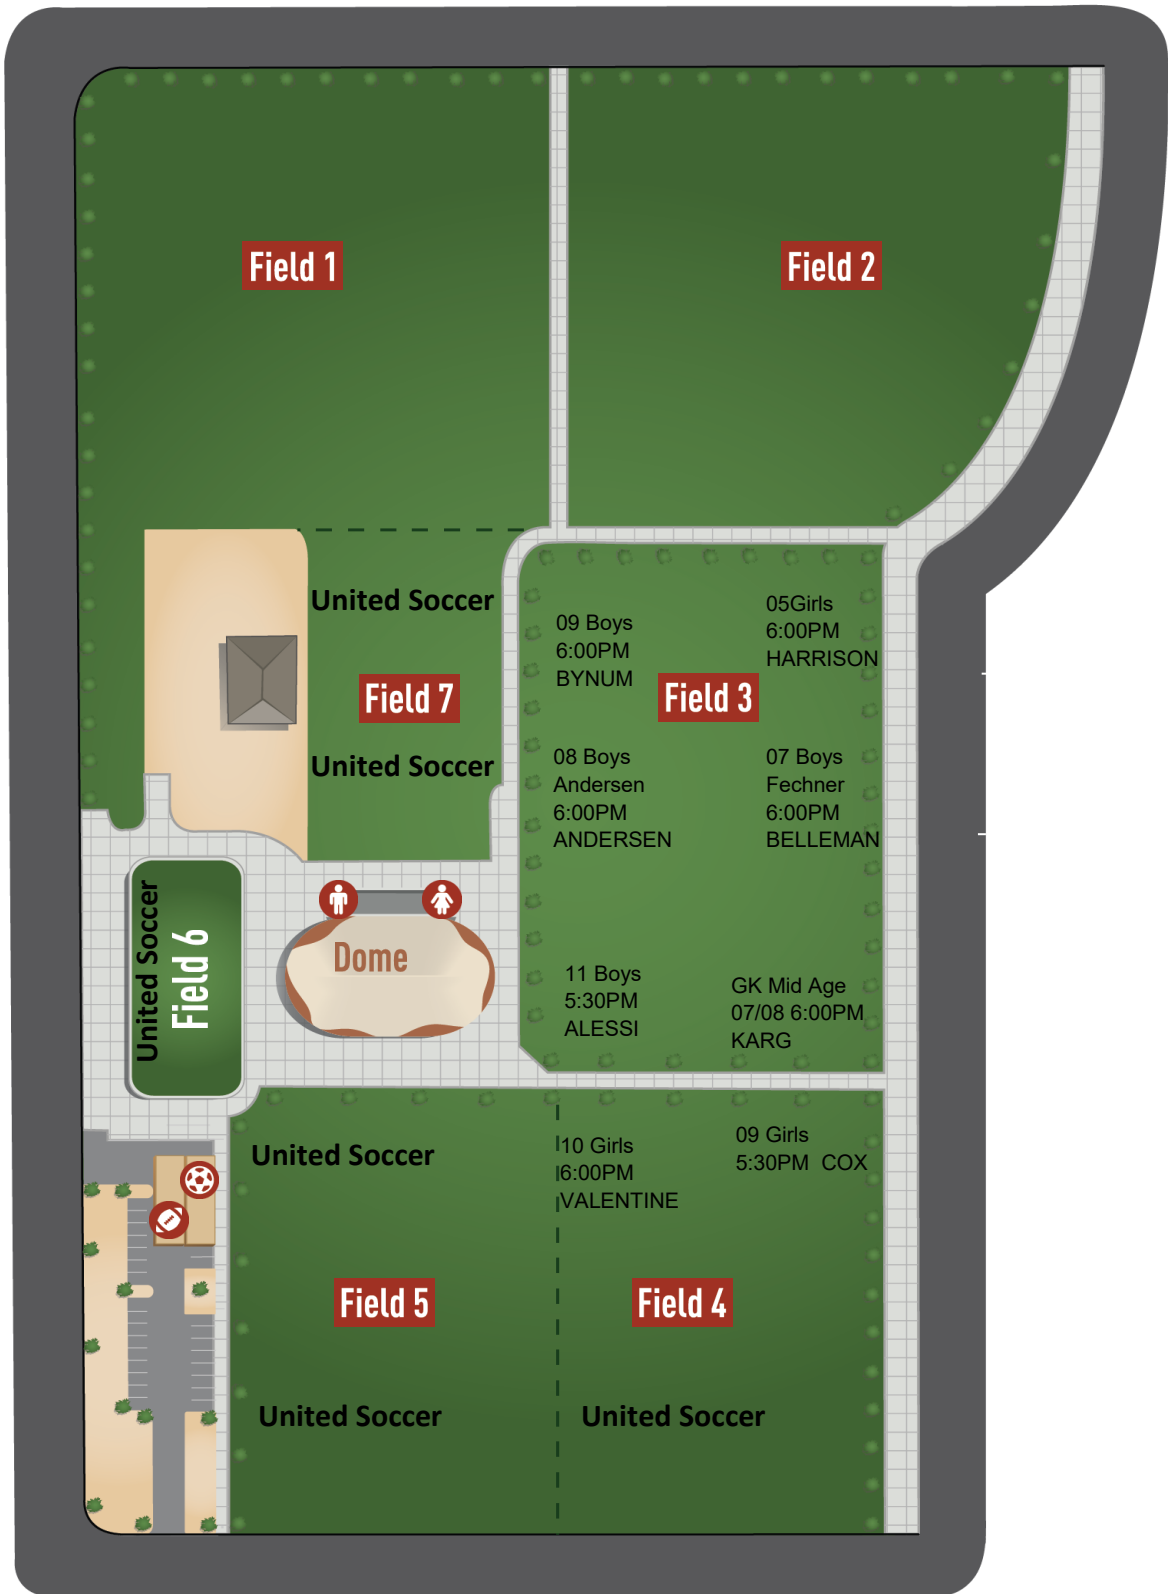 Field 1
Field 2
United Soccer
Field 7
United Soccer
09 Boys
6:00PM
BYNUM
05Girls
6:00PM
HARRISON
Field 3
08 Boys
Andersen
6:00PM
ANDERSEN
07 Boys
Fechner
6:00PM
BELLEMAN
11 Boys
5:30PM
ALESSI
GK Mid Age
07/08 6:00PM
KARG
United Soccer
Field 6
Dome
United Soccer
Field 5
United Soccer
10 Girls
6:00PM
VALENTINE
09 Girls
5:30PM COX
Field 4
United Soccer